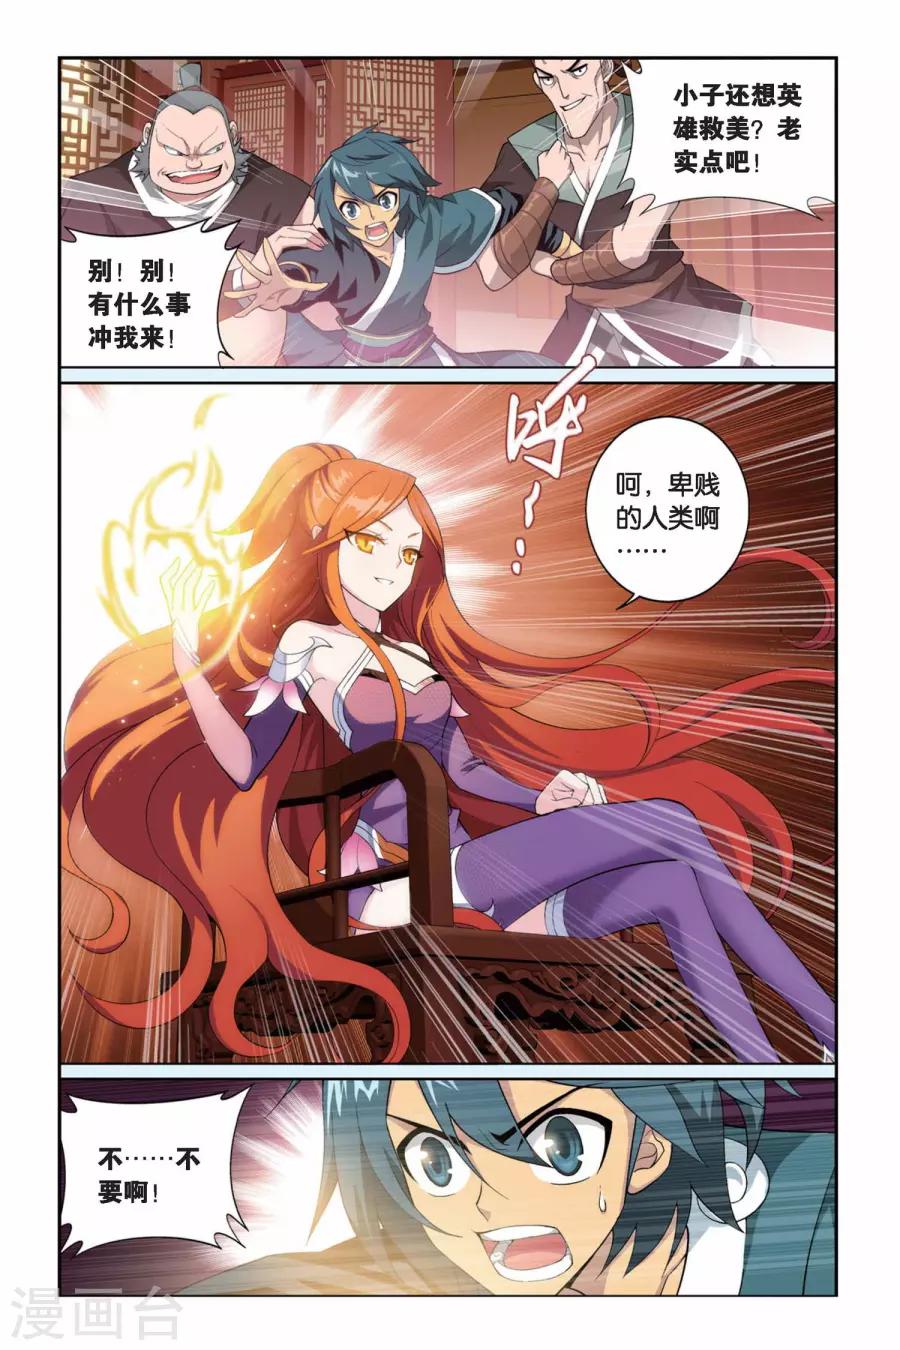 小子还想英
雄救美？老
实点吧！
别！别！
有什么事
冲我来！
呼
呵，卑贱
的人类啊
……
不……不
要啊！
漫画台